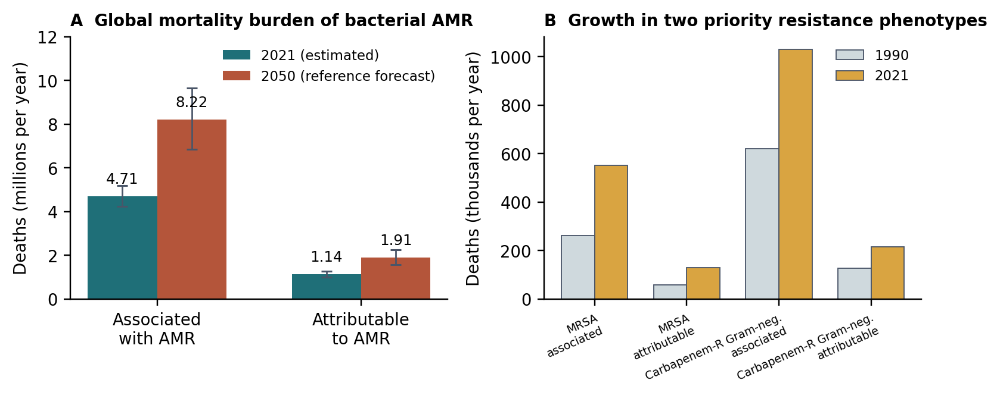 A  Global mortality burden of bacterial AMR
Deaths (millions per year)
12
10
8
6
4
2
0
2021 (estimated)
2050 (reference forecast)
4.71
8.22
1.14
1.91
Associated
with AMR
Attributable
to AMR
B  Growth in two priority resistance phenotypes
Deaths (thousands per year)
1000
800
600
400
200
0
1990
2021
MRSA
associated
MRSA
attributable
Carbapenem-R Gram-neg.
associated
Carbapenem-R Gram-neg.
attributable